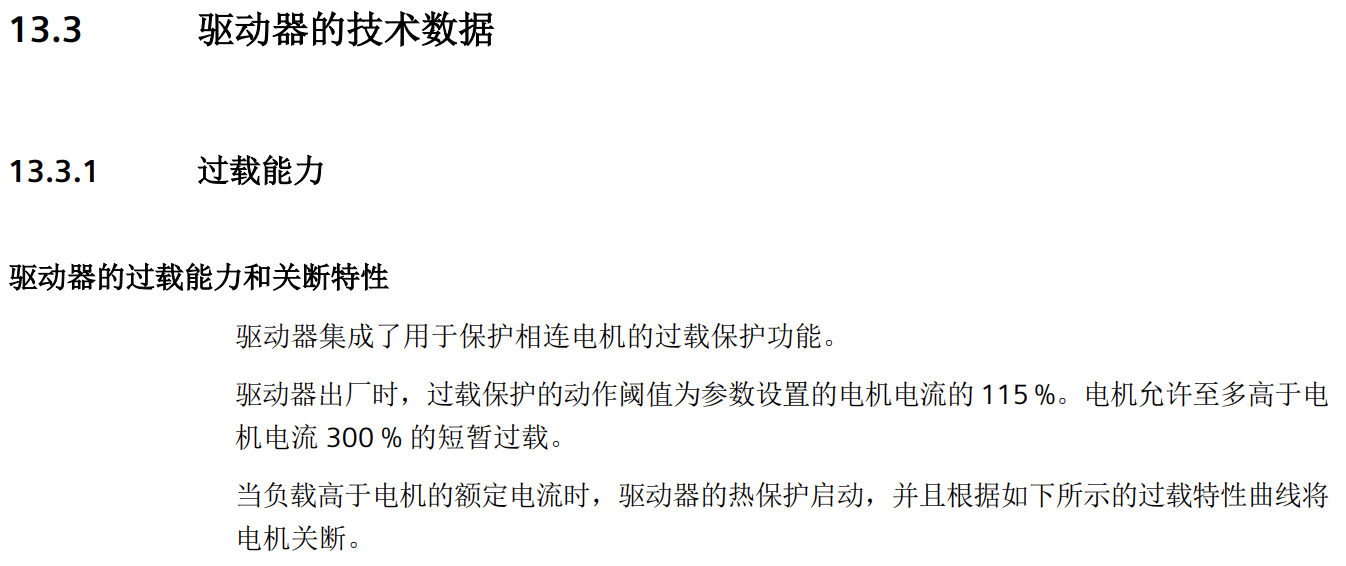 13.3 驱动器的技术数据
13.3.1 过载能力
驱动器的过载能力和关断特性
驱动器集成了用于保护相连电机的过载保护功能。
驱动器出厂时，过载保护的动作阈值为参数设置的电机电流的 115 %。电机允许至多高于电
机电流 300 % 的短暂过载。
当负载高于电机的额定电流时，驱动器的热保护启动，并且根据如下所示的过载特性曲线将
电机关断。